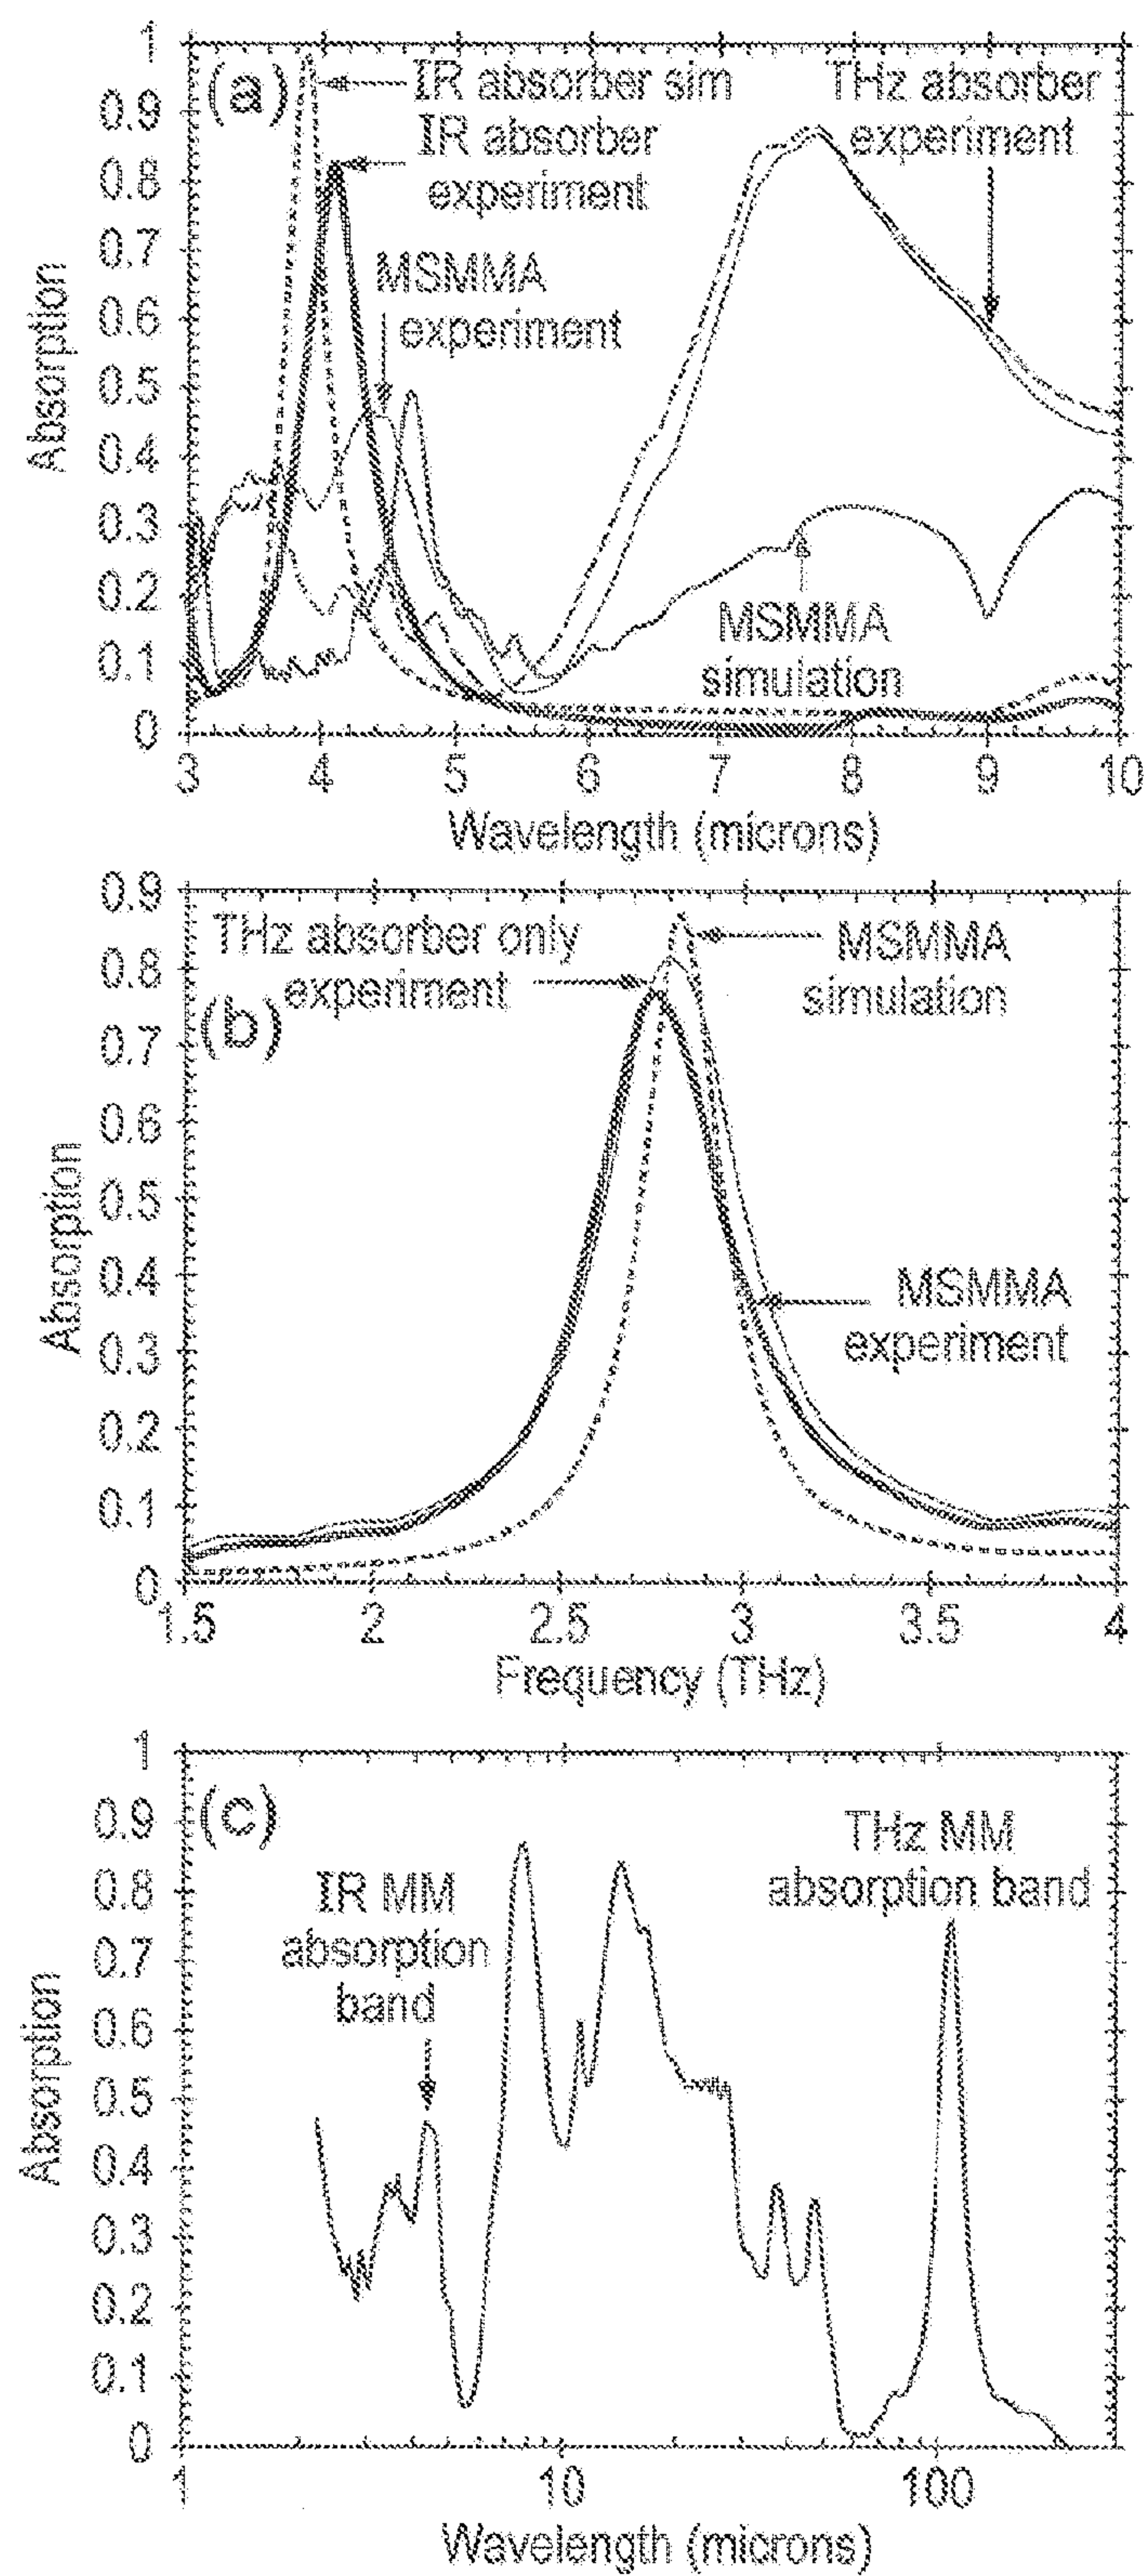 1
(a)
IR absorber sim
THz absorber
0.9
IR absorber
experiment
0.8
experiment
0.7
MSMMA
0.6
experiment
0.5
0.4
0.3
0.2
MSMMA
0.1
simulation
0
3 4 5 6 7 8 9 10
Absorption
Wavelength (microns)
0.9
THz absorber only
MSMMA
0.8
experiment
simulation
(b)
0.7
0.6
0.5
0.4
MSMMA
0.3
experiment
0.2
0.1
0
1.5 2 2.5 3 3.5 4
Absorption
Frequency (THz)
1
0.9
(c)
THz MM
0.8
IR MM
absorption band
0.7
absorption
0.6
band
0.5
0.4
0.3
0.2
0.1
0
1 10 100
Absorption
Wavelength (microns)